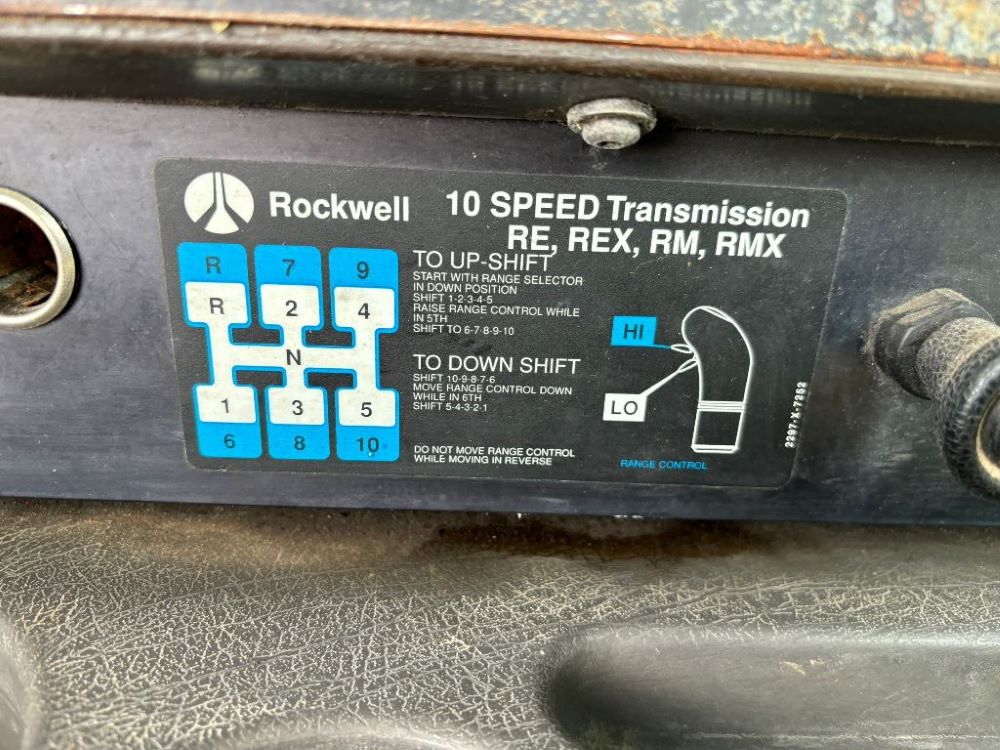 Rockwell 10 SPEED Transmission
RE, REX, RM, RMX
R 7 9
R 2 4
N
1 3 5
6 8 10
TO UP-SHIFT
START WITH RANGE SELECTOR
IN DOWN POSITION
SHIFT 1-2-3-4-5
RAISE RANGE CONTROL WHILE
IN 5TH
SHIFT TO 6-7-8-9-10
TO DOWN SHIFT
SHIFT 10-9-8-7-6
MOVE RANGE CONTROL DOWN
WHILE IN 6TH
SHIFT 5-4-3-2-1
DO NOT MOVE RANGE CONTROL
WHILE MOVING IN REVERSE
HI
LO
RANGE CONTROL
2297-X-7252